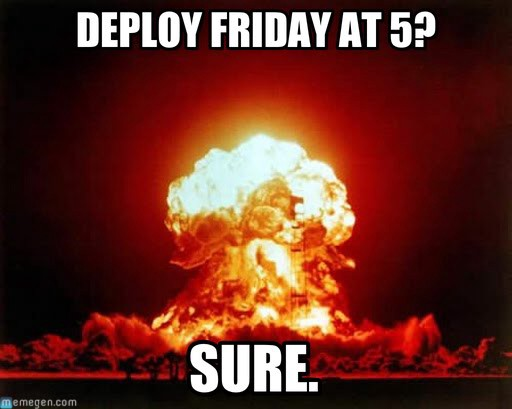 DEPLOY FRIDAY AT 5?
SURE.
memegen.com